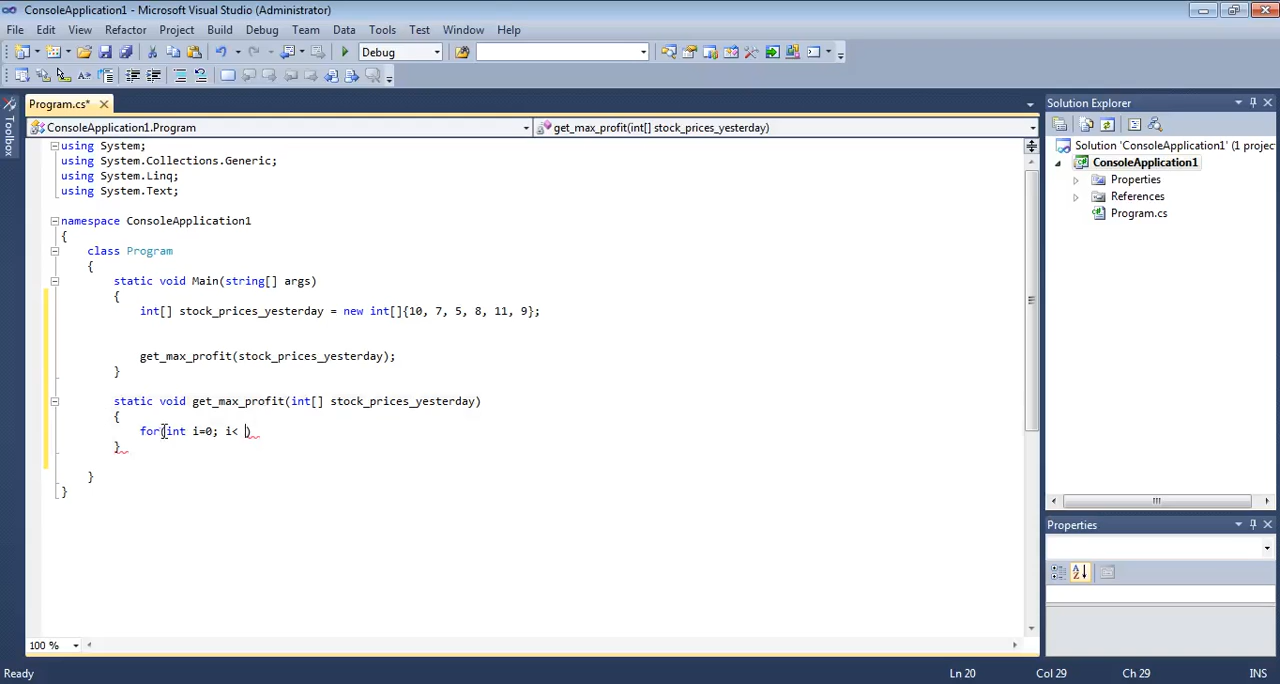 ConsoleApplication1 - Microsoft Visual Studio (Administrator)
File Edit View Refactor Project Build Debug Team Data Tools Test Window Help
Debug
Program.cs*
Solution Explorer
ConsoleApplication1.Program get_max_profit(int[] stock_prices_yesterday)
Toolbox
using System;
using System.Collections.Generic;
using System.Linq;
using System.Text;
namespace ConsoleApplication1
{
class Program
{
static void Main(string[] args)
{
int[] stock_prices_yesterday = new int[]{10, 7, 5, 8, 11, 9};
get_max_profit(stock_prices_yesterday);
}
static void get_max_profit(int[] stock_prices_yesterday)
{
for(int i=0; i< )
}
}
}
Solution 'ConsoleApplication1' (1 projec
ConsoleApplication1
Properties
References
Program.cs
Properties
100 %
Ready Ln 20 Col 29 Ch 29 INS